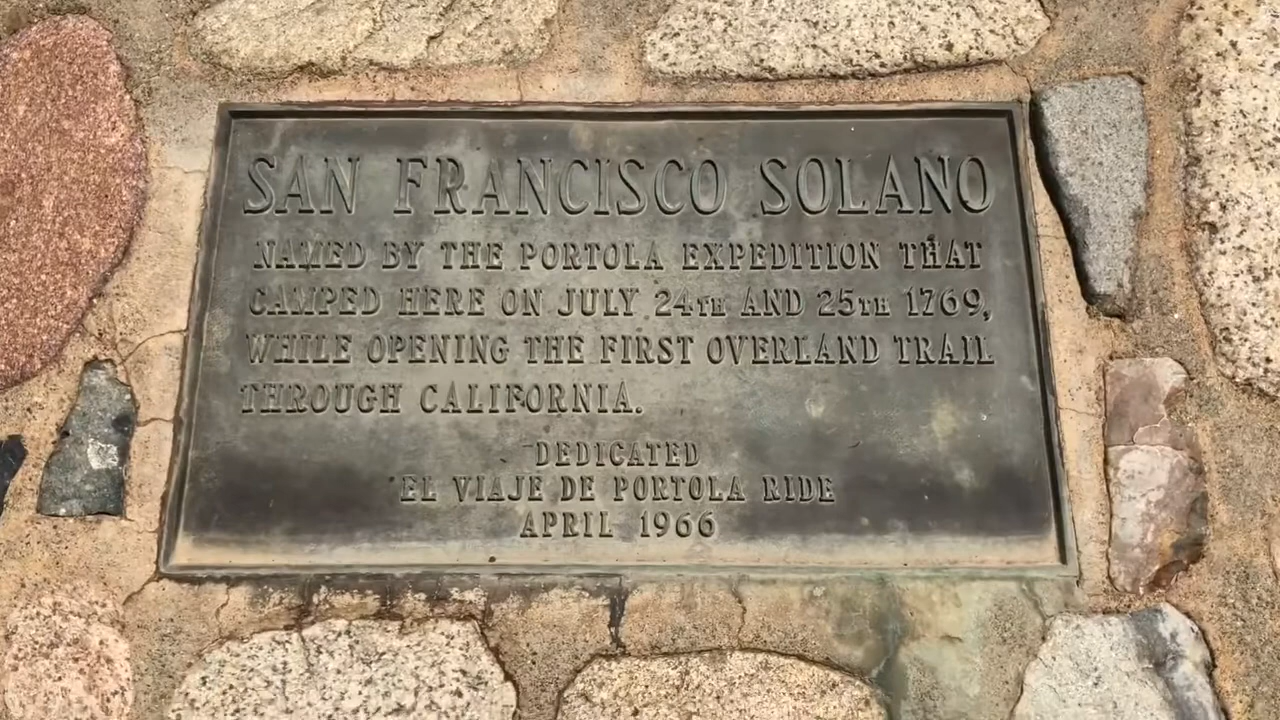 SAN FRANCISCO SOLANO
NAMED BY THE PORTOLA EXPEDITION THAT
CAMPED HERE ON JULY 24TH AND 25TH 1769,
WHILE OPENING THE FIRST OVERLAND TRAIL
THROUGH CALIFORNIA.
DEDICATED
EL VIAJE DE PORTOLA RIDE
APRIL 1966